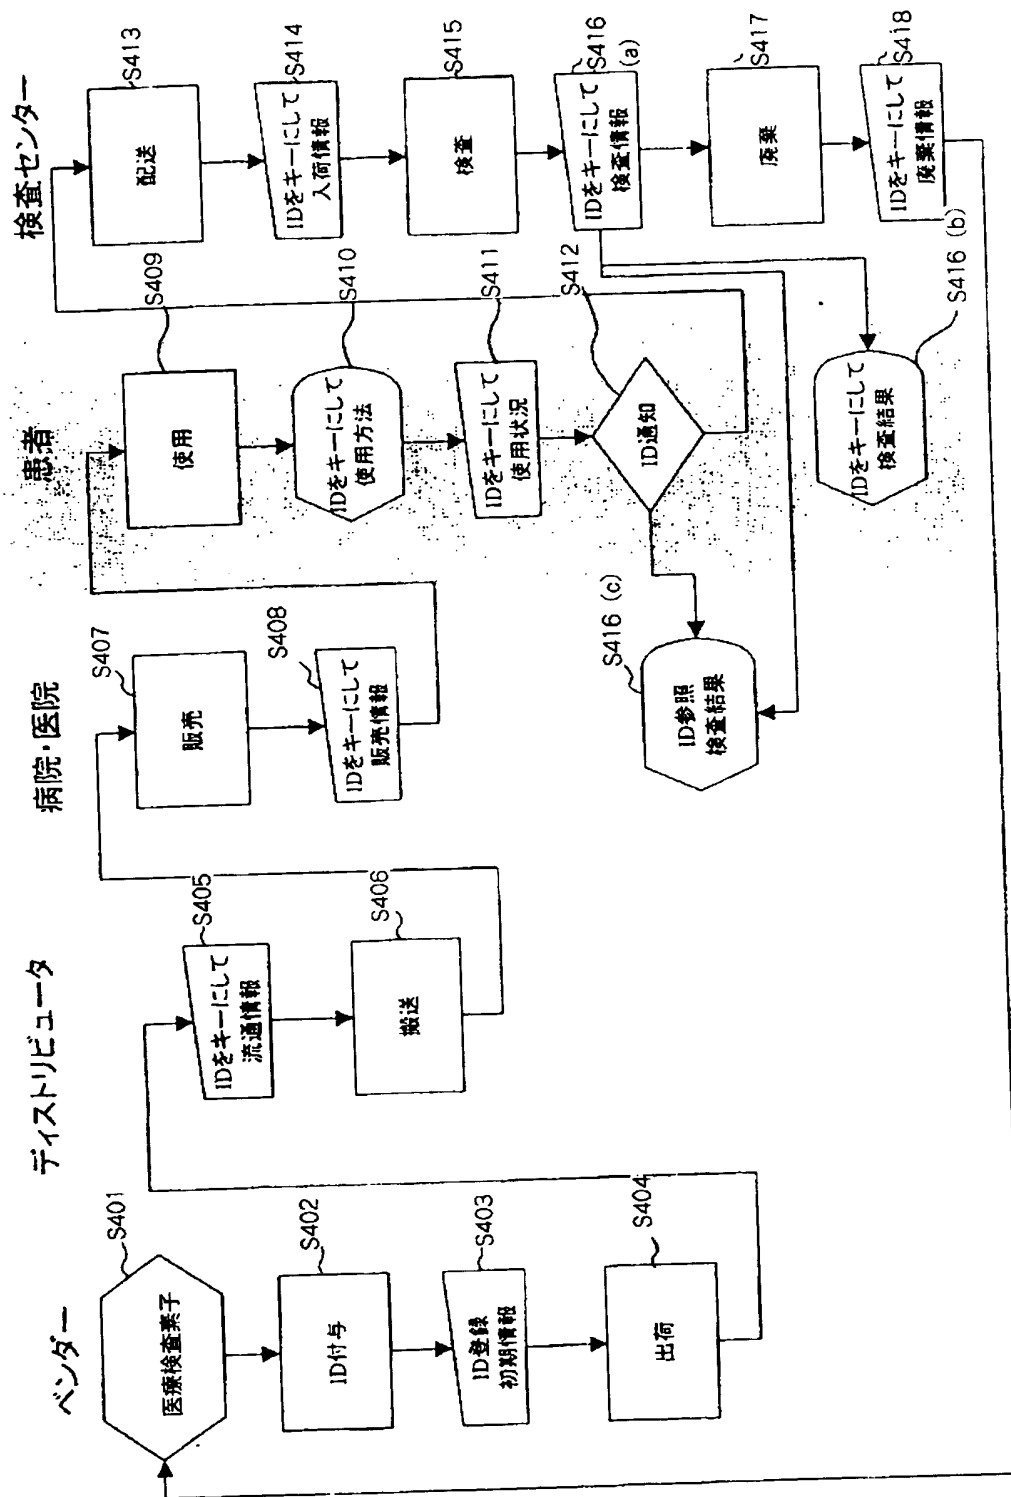 ベンダー
医療検査素子
S401
ID付与
S402
ID登録
初期情報
S403
出荷
S404
ディストリビュータ
IDをキーにして
流通情報
S405
搬送
S406
病院・医院
販売
S407
IDをキーにして
販売情報
S408
患者
使用
S409
IDをキーにして
使用方法
S410
IDをキーにして
使用状況
S411
ID通知
S412
ID参照
検査結果
S416 (c)
IDをキーにして
検査結果
S416 (b)
検査センター
配送
S413
IDをキーにして
入荷情報
S414
検査
S415
IDをキーにして
検査情報
S416
(a)
廃棄
S417
IDをキーにして
廃棄情報
S418